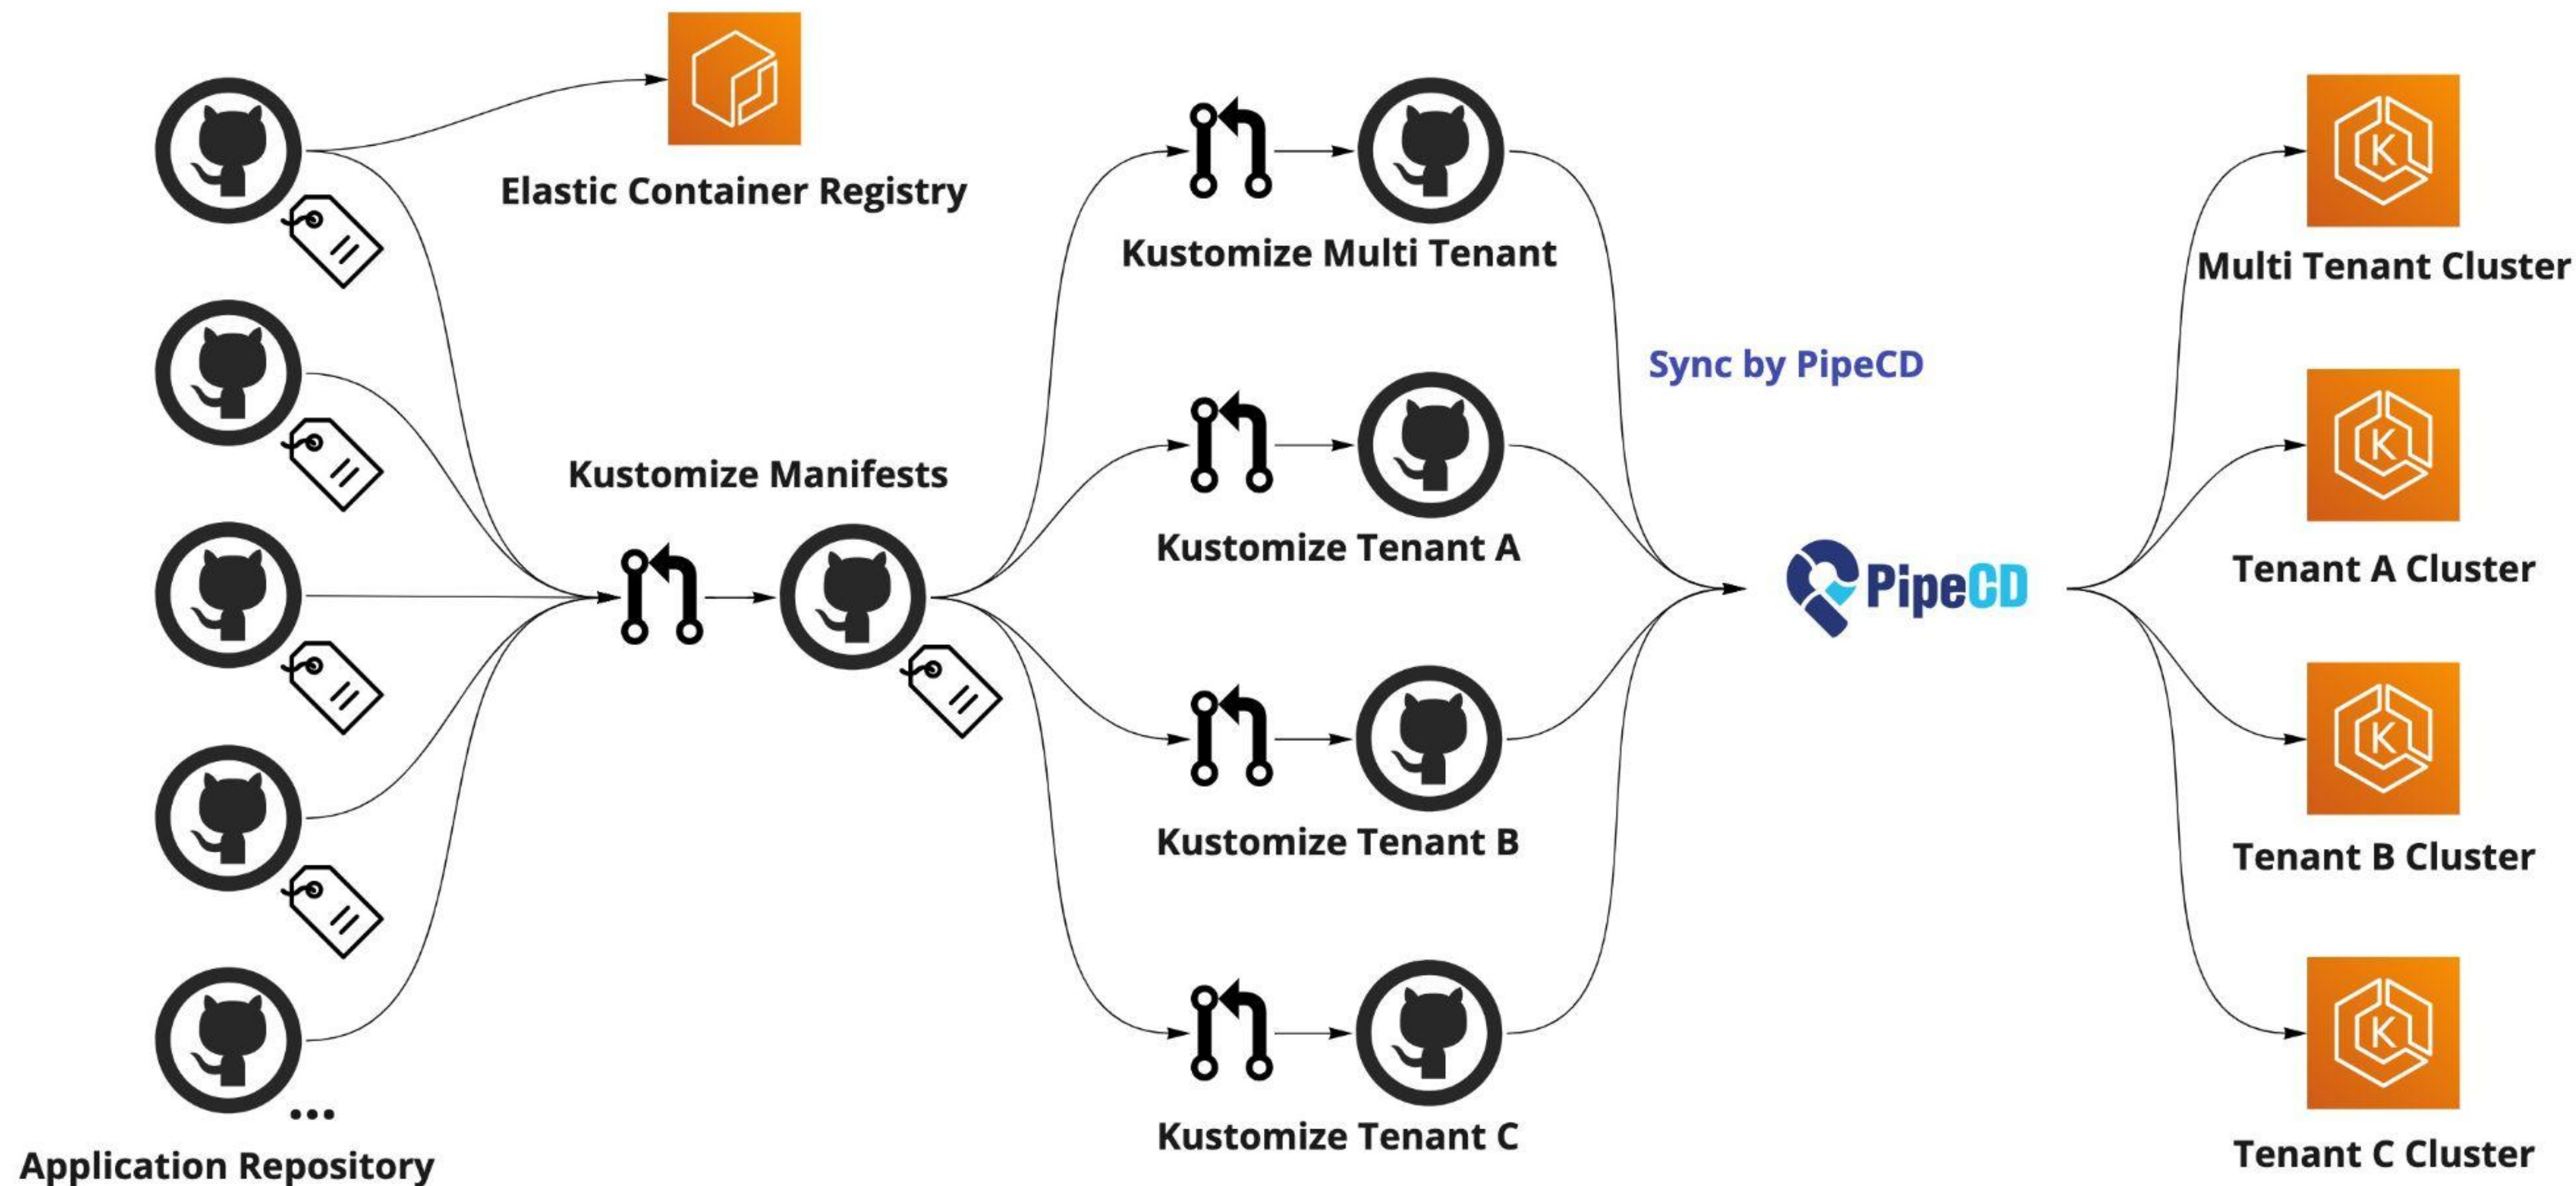 Elastic Container Registry
Kustomize Manifests
Application Repository
...
Kustomize Multi Tenant
Kustomize Tenant A
Kustomize Tenant B
Kustomize Tenant C
Sync by PipeCD
PipeCD
K
Multi Tenant Cluster
K
Tenant A Cluster
K
Tenant B Cluster
K
Tenant C Cluster